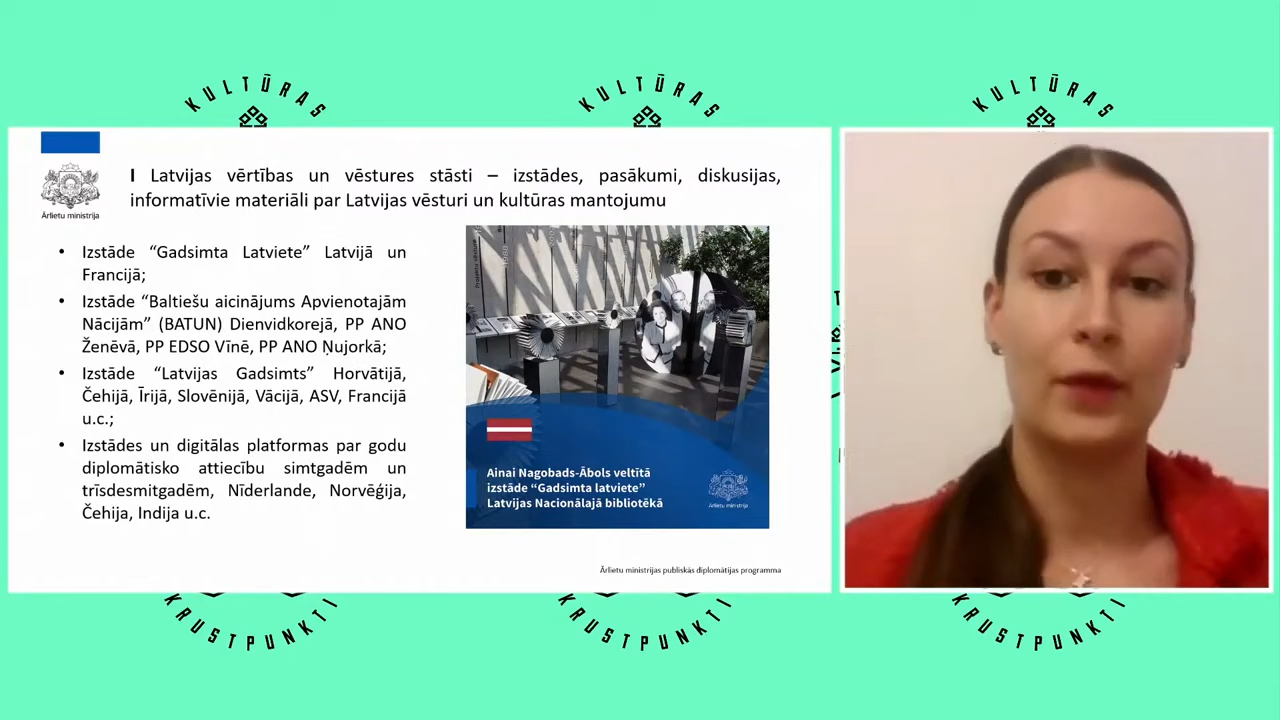 KULTŪRAS
KULTŪRAS
KULTŪRAS
Ārlietu ministrija
I Latvijas vērtības un vēstures stāsti – izstādes, pasākumi, diskusijas,
informatīvie materiāli par Latvijas vēsturi un kultūras mantojumu
• Izstāde “Gadsimta Latviete” Latvijā un
Francijā;
• Izstāde “Baltiešu aicinājums Apvienotajām
Nācijām” (BATUN) Dienvidkorejā, PP ANO
Ženēvā, PP EDSO Vīnē, PP ANO Ņujorkā;
• Izstāde “Latvijas Gadsimts” Horvātijā,
Čehijā, Īrijā, Slovēnijā, Vācijā, ASV, Francijā
u.c.;
• Izstādes un digitālas platformas par godu
diplomātisko attiecību simtgadēm un
trīsdesmitgadēm, Nīderlande, Norvēģija,
Čehija, Indija u.c.
Ainai Nagobads-Ābols veltītā
izstāde “Gadsimta latviete”
Latvijas Nacionālajā bibliotēkā
Ārlietu ministrija
Ārlietu ministrijas publiskās diplomātijas programma
KRUSTPUNKTI
KRUSTPUNKTI
KRUSTPUNKTI